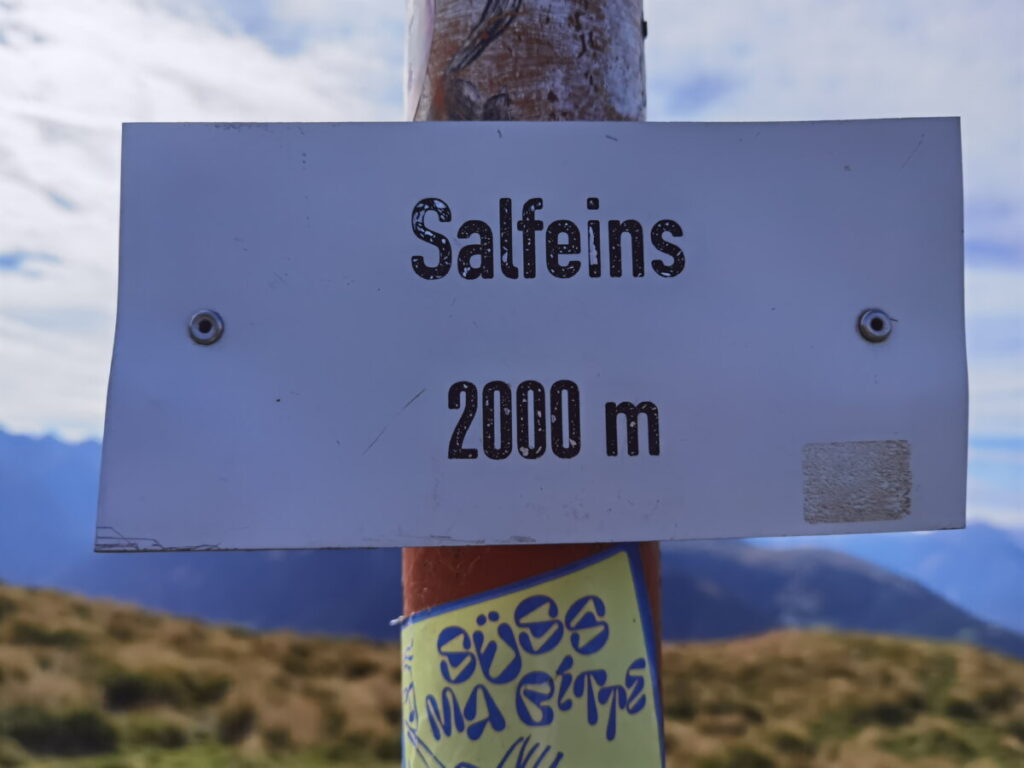 Salfeins
2000 m
SÜSS
MA BITTE